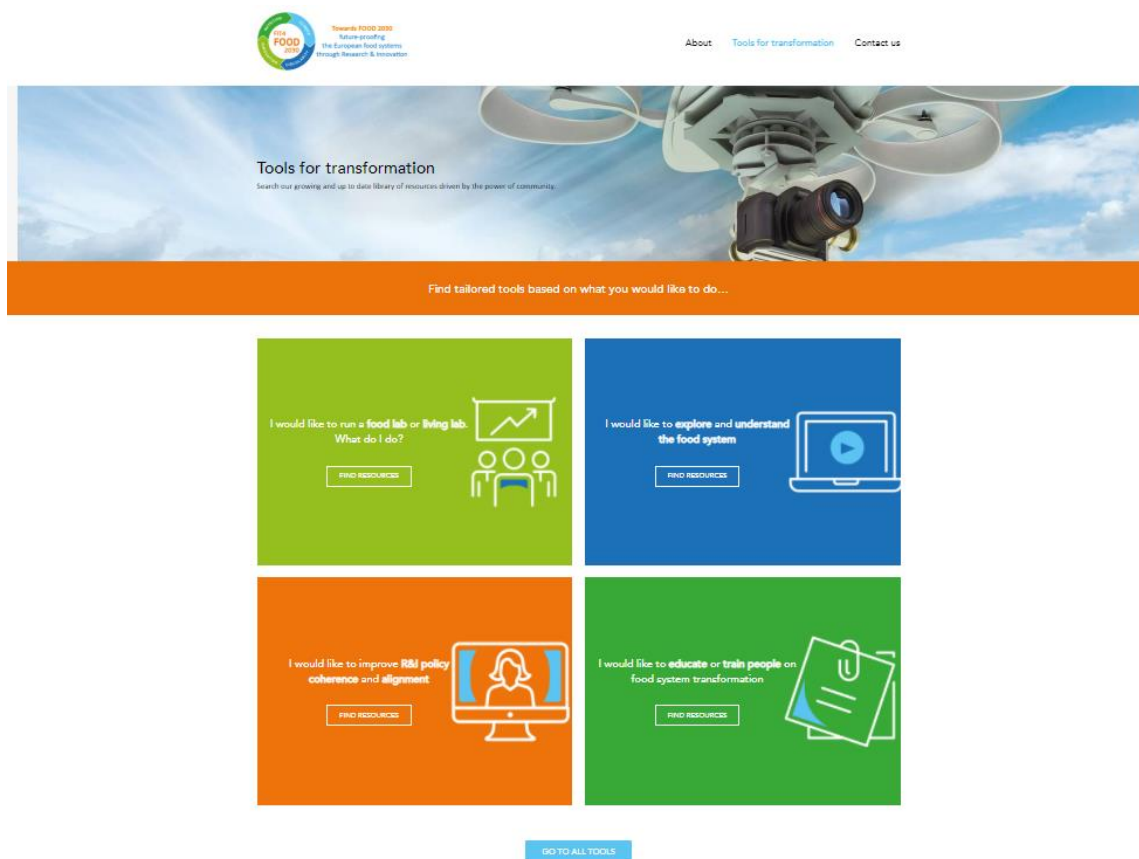 FIT4
FOOD
2030
Towards FOOD 2030
future-proofing
the European food systems
through Research & Innovation
About Tools for transformation Contact us
Tools for transformation
Search our growing and up to date library of resources driven by the power of community.
Find tailored tools based on what you would like to do...
I would like to run a food lab or living lab.
What do I do?
FIND RESOURCES
I would like to explore and understand
the food system
FIND RESOURCES
I would like to improve R&I policy
coherence and alignment
FIND RESOURCES
I would like to educate or train people on
food system transformation
FIND RESOURCES
GO TO ALL TOOLS